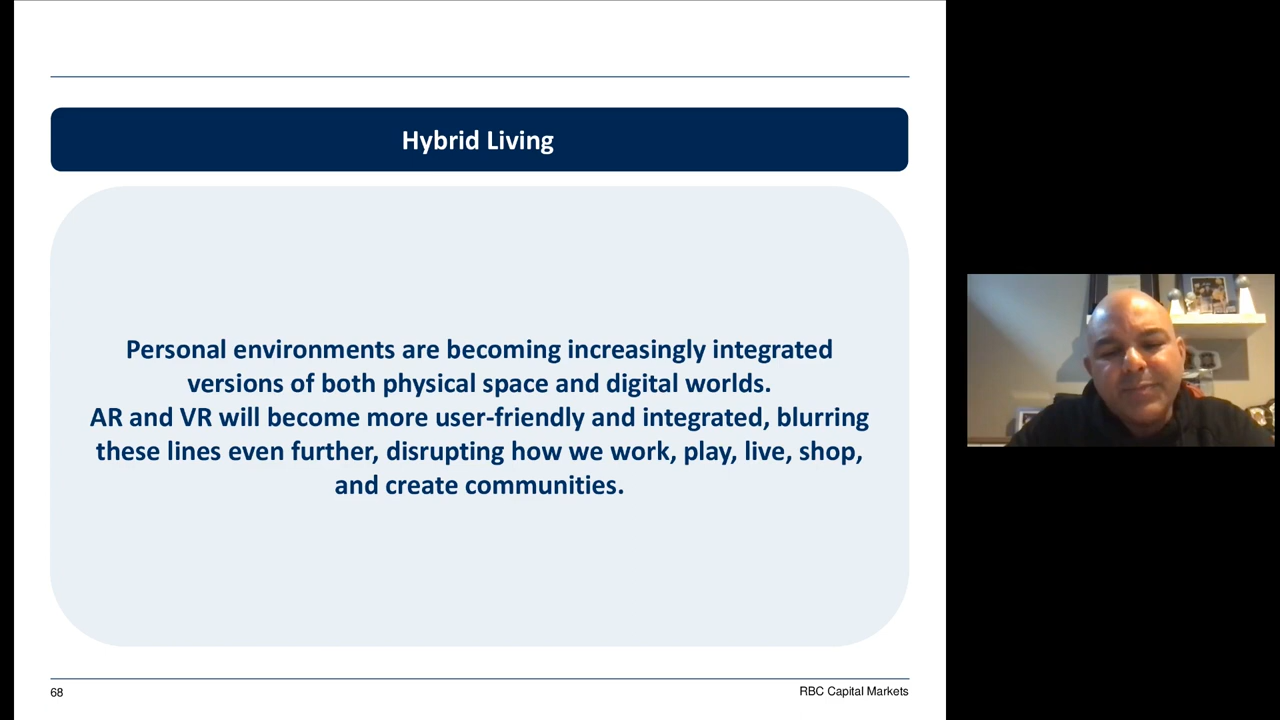 Hybrid Living
Personal environments are becoming increasingly integrated
versions of both physical space and digital worlds.
AR and VR will become more user-friendly and integrated, blurring
these lines even further, disrupting how we work, play, live, shop,
and create communities.
68
RBC Capital Markets